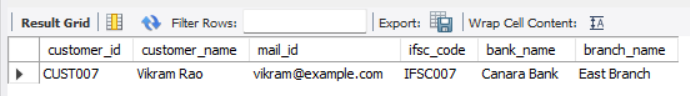 Result Grid Filter Rows: Export: Wrap Cell Content: IA
customer_id customer_name mail_id ifsc_code bank_name branch_name
CUST007 Vikram Rao vikram@example.com IFSC007 Canara Bank East Branch